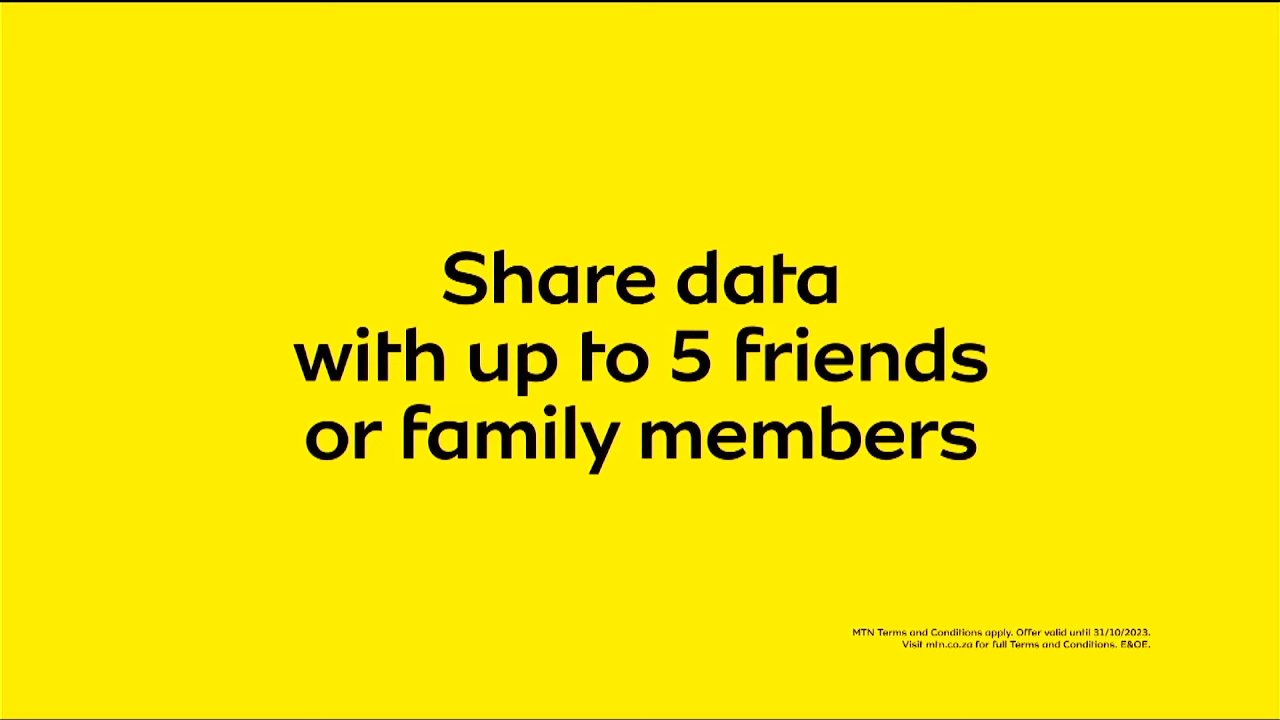 Share data
with up to 5 friends
or family members
MTN Terms and Conditions apply. Offer valid until 31/10/2023.
Visit mtn.co.za for full Terms and Conditions. E&OE.